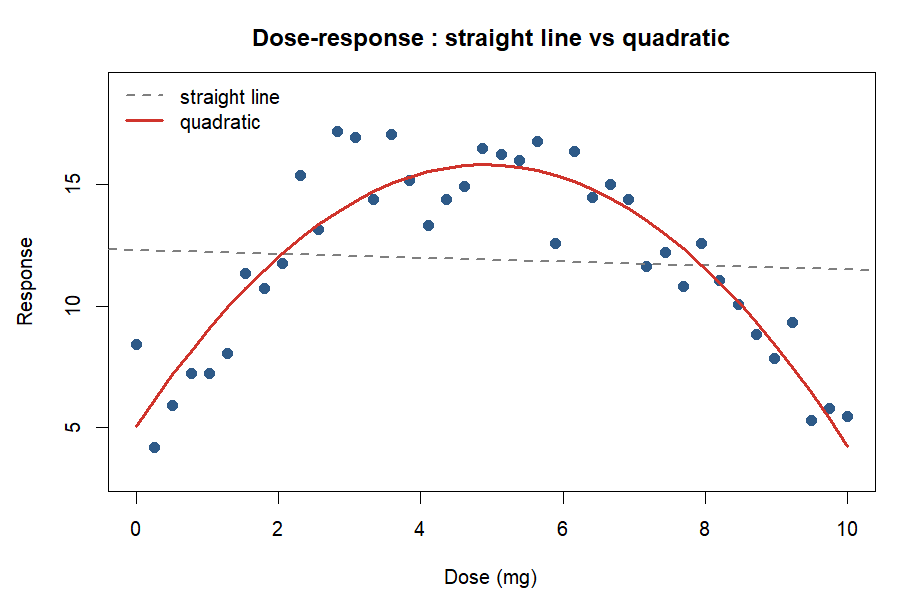 Dose-response : straight line vs quadratic
straight line
quadratic
15
10
5
Response
0 2 4 6 8 10
Dose (mg)